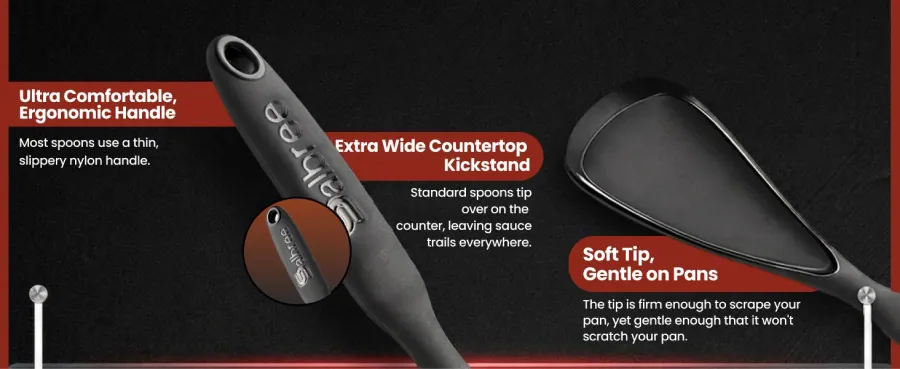 Ultra Comfortable,
Ergonomic Handle
Most spoons use a thin,
slippery nylon handle.
Salbree
Extra Wide Countertop
Kickstand
Standard spoons tip
over on the
counter, leaving sauce
trails everywhere.
Salbree
Soft Tip,
Gentle on Pans
The tip is firm enough to scrape your
pan, yet gentle enough that it won't
scratch your pan.